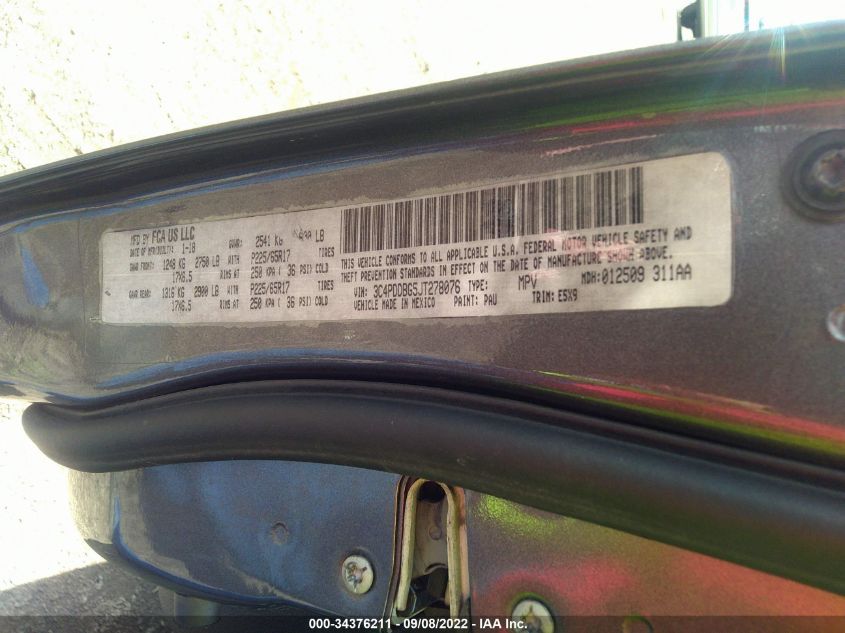 MFD BY FCA US LLC
DATE OF MFR: 1-18 GVWR: 2541 KG LB
GAWR FRONT: 1248 KG 2750 LB WITH P225/65R17 TIRES
17X6.5 RIMS AT 250 KPA ( 36 PSI) COLD
GAWR REAR: 1316 KG 2900 LB WITH P225/65R17 TIRES
17X6.5 RIMS AT 250 KPA ( 36 PSI) COLD
THIS VEHICLE CONFORMS TO ALL APPLICABLE U.S.A. FEDERAL MOTOR VEHICLE SAFETY AND
THEFT PREVENTION STANDARDS IN EFFECT ON THE DATE OF MANUFACTURE SHOWN ABOVE.
VIN: 3C4PDDBG5JT278076 TYPE: MPV MDH: 012509 311AA
VEHICLE MADE IN MEXICO PAINT: PAU TRIM: E5X9
000-34376211 - 09/08/2022 - IAA Inc.